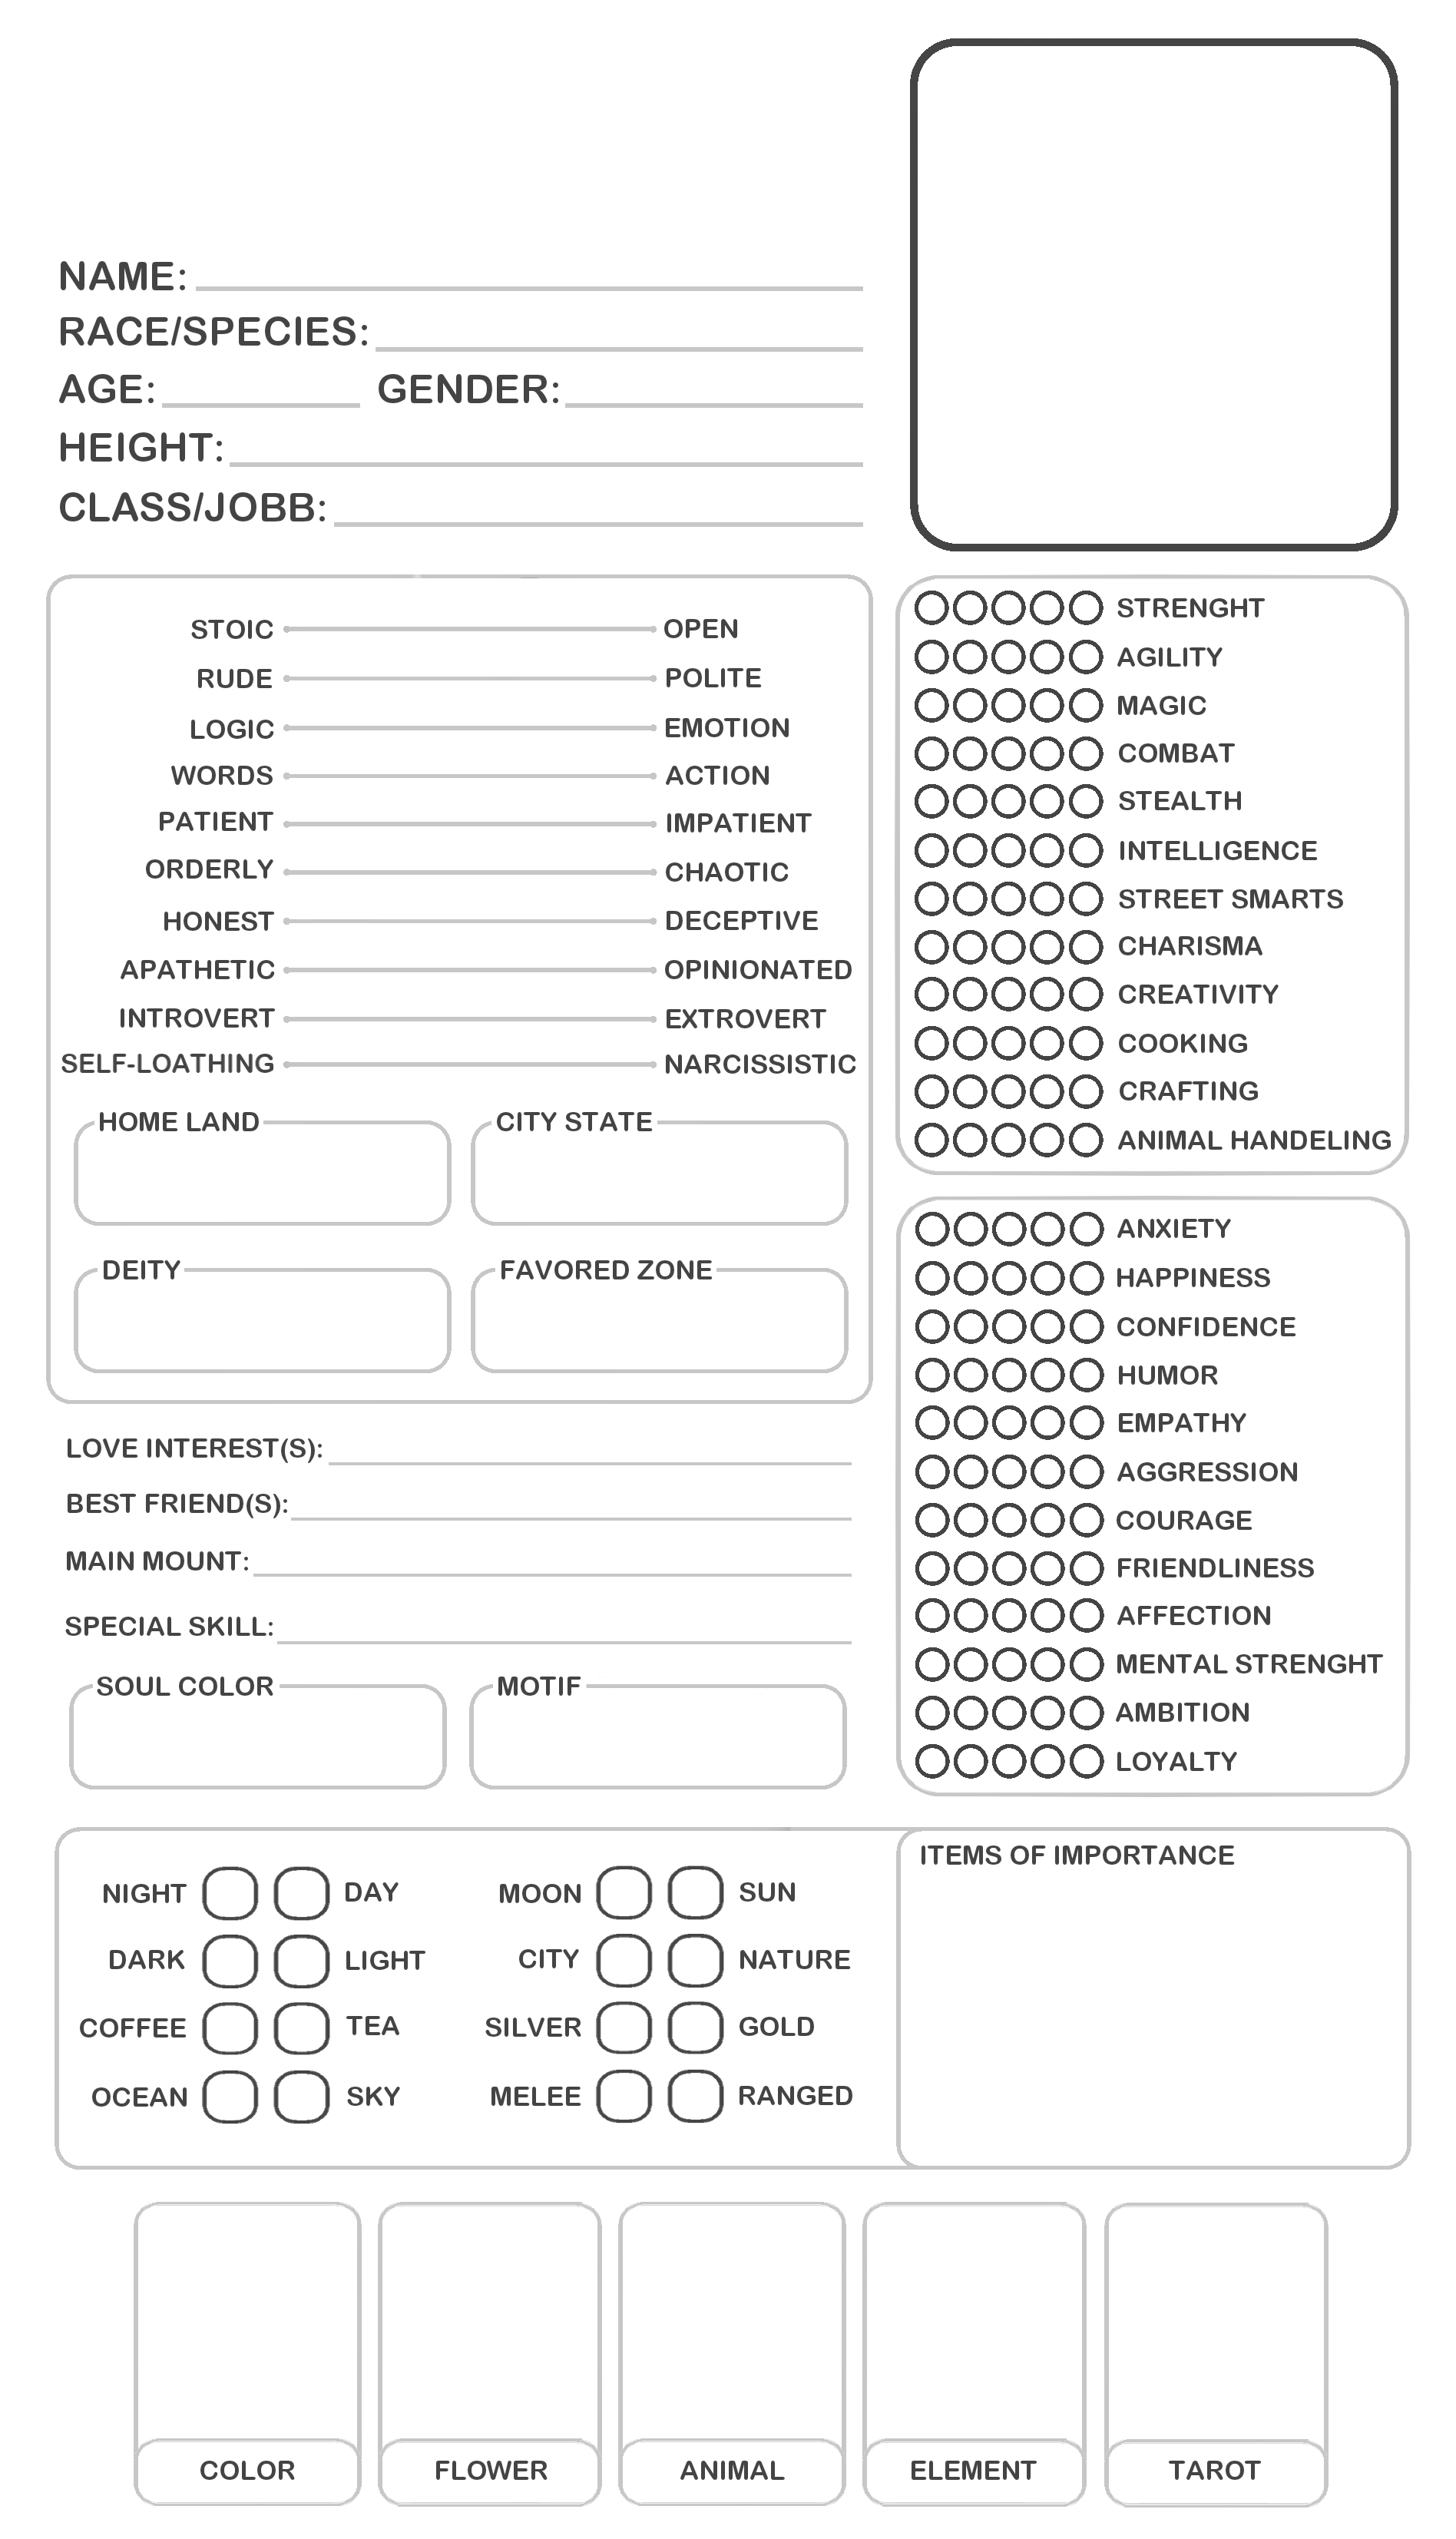 NAME:
RACE/SPECIES:
AGE: GENDER:
HEIGHT:
CLASS/JOBB:
STOIC OPEN
RUDE POLITE
LOGIC EMOTION
WORDS ACTION
PATIENT IMPATIENT
ORDERLY CHAOTIC
HONEST DECEPTIVE
APATHETIC OPINIONATED
INTROVERT EXTROVERT
SELF-LOATHING NARCISSISTIC
HOME LAND CITY STATE
DEITY FAVORED ZONE
STRENGHT
AGILITY
MAGIC
COMBAT
STEALTH
INTELLIGENCE
STREET SMARTS
CHARISMA
CREATIVITY
COOKING
CRAFTING
ANIMAL HANDELING
ANXIETY
HAPPINESS
CONFIDENCE
HUMOR
EMPATHY
AGGRESSION
COURAGE
FRIENDLINESS
AFFECTION
MENTAL STRENGHT
AMBITION
LOYALTY
LOVE INTEREST(S):
BEST FRIEND(S):
MAIN MOUNT:
SPECIAL SKILL:
SOUL COLOR MOTIF
NIGHT DAY MOON SUN
DARK LIGHT CITY NATURE
COFFEE TEA SILVER GOLD
OCEAN SKY MELEE RANGED
ITEMS OF IMPORTANCE
COLOR FLOWER ANIMAL ELEMENT TAROT